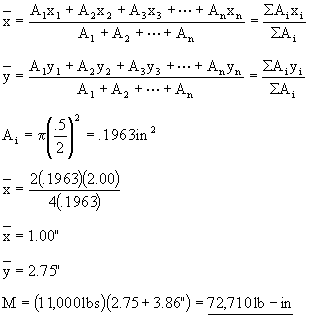 x̄ = (A₁x₁ + A₂x₂ + A₃x₃ + ⋯ + Aₙxₙ) / (A₁ + A₂ + ⋯ + Aₙ) = ΣAᵢxᵢ / ΣAᵢ
ȳ = (A₁y₁ + A₂y₂ + A₃y₃ + ⋯ + Aₙyₙ) / (A₁ + A₂ + ⋯ + Aₙ) = ΣAᵢyᵢ / ΣAᵢ
Aᵢ = π(.5/2)² = .1963in²
x̄ = 2(.1963)(2.00) / 4(.1963)
x̄ = 1.00"
ȳ = 2.75"
M = (11,000lbs)(2.75 + 3.86") = 72,710lb − in